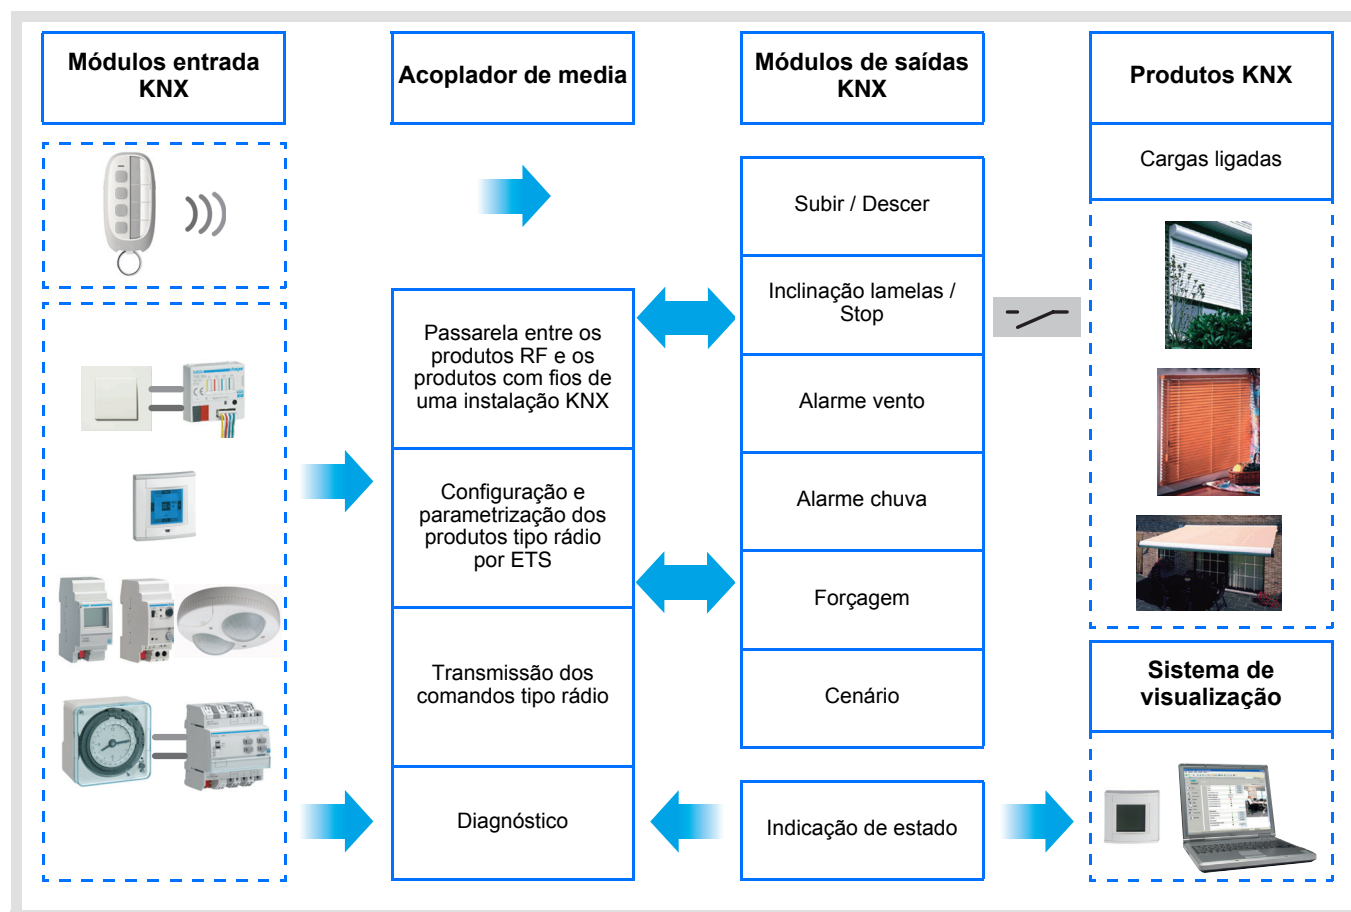 Módulos entrada
KNX
Acoplador de media
Módulos de saídas
KNX
Produtos KNX
Cargas ligadas
Subir / Descer
Inclinação lamelas /
Stop
Passarela entre os
produtos RF e os
produtos com fios de
uma instalação KNX
Alarme vento
Configuração e
parametrização dos
produtos tipo rádio
por ETS
Alarme chuva
Forçagem
Transmissão dos
comandos tipo rádio
Cenário
Sistema de
visualização
Diagnóstico
Indicação de estado